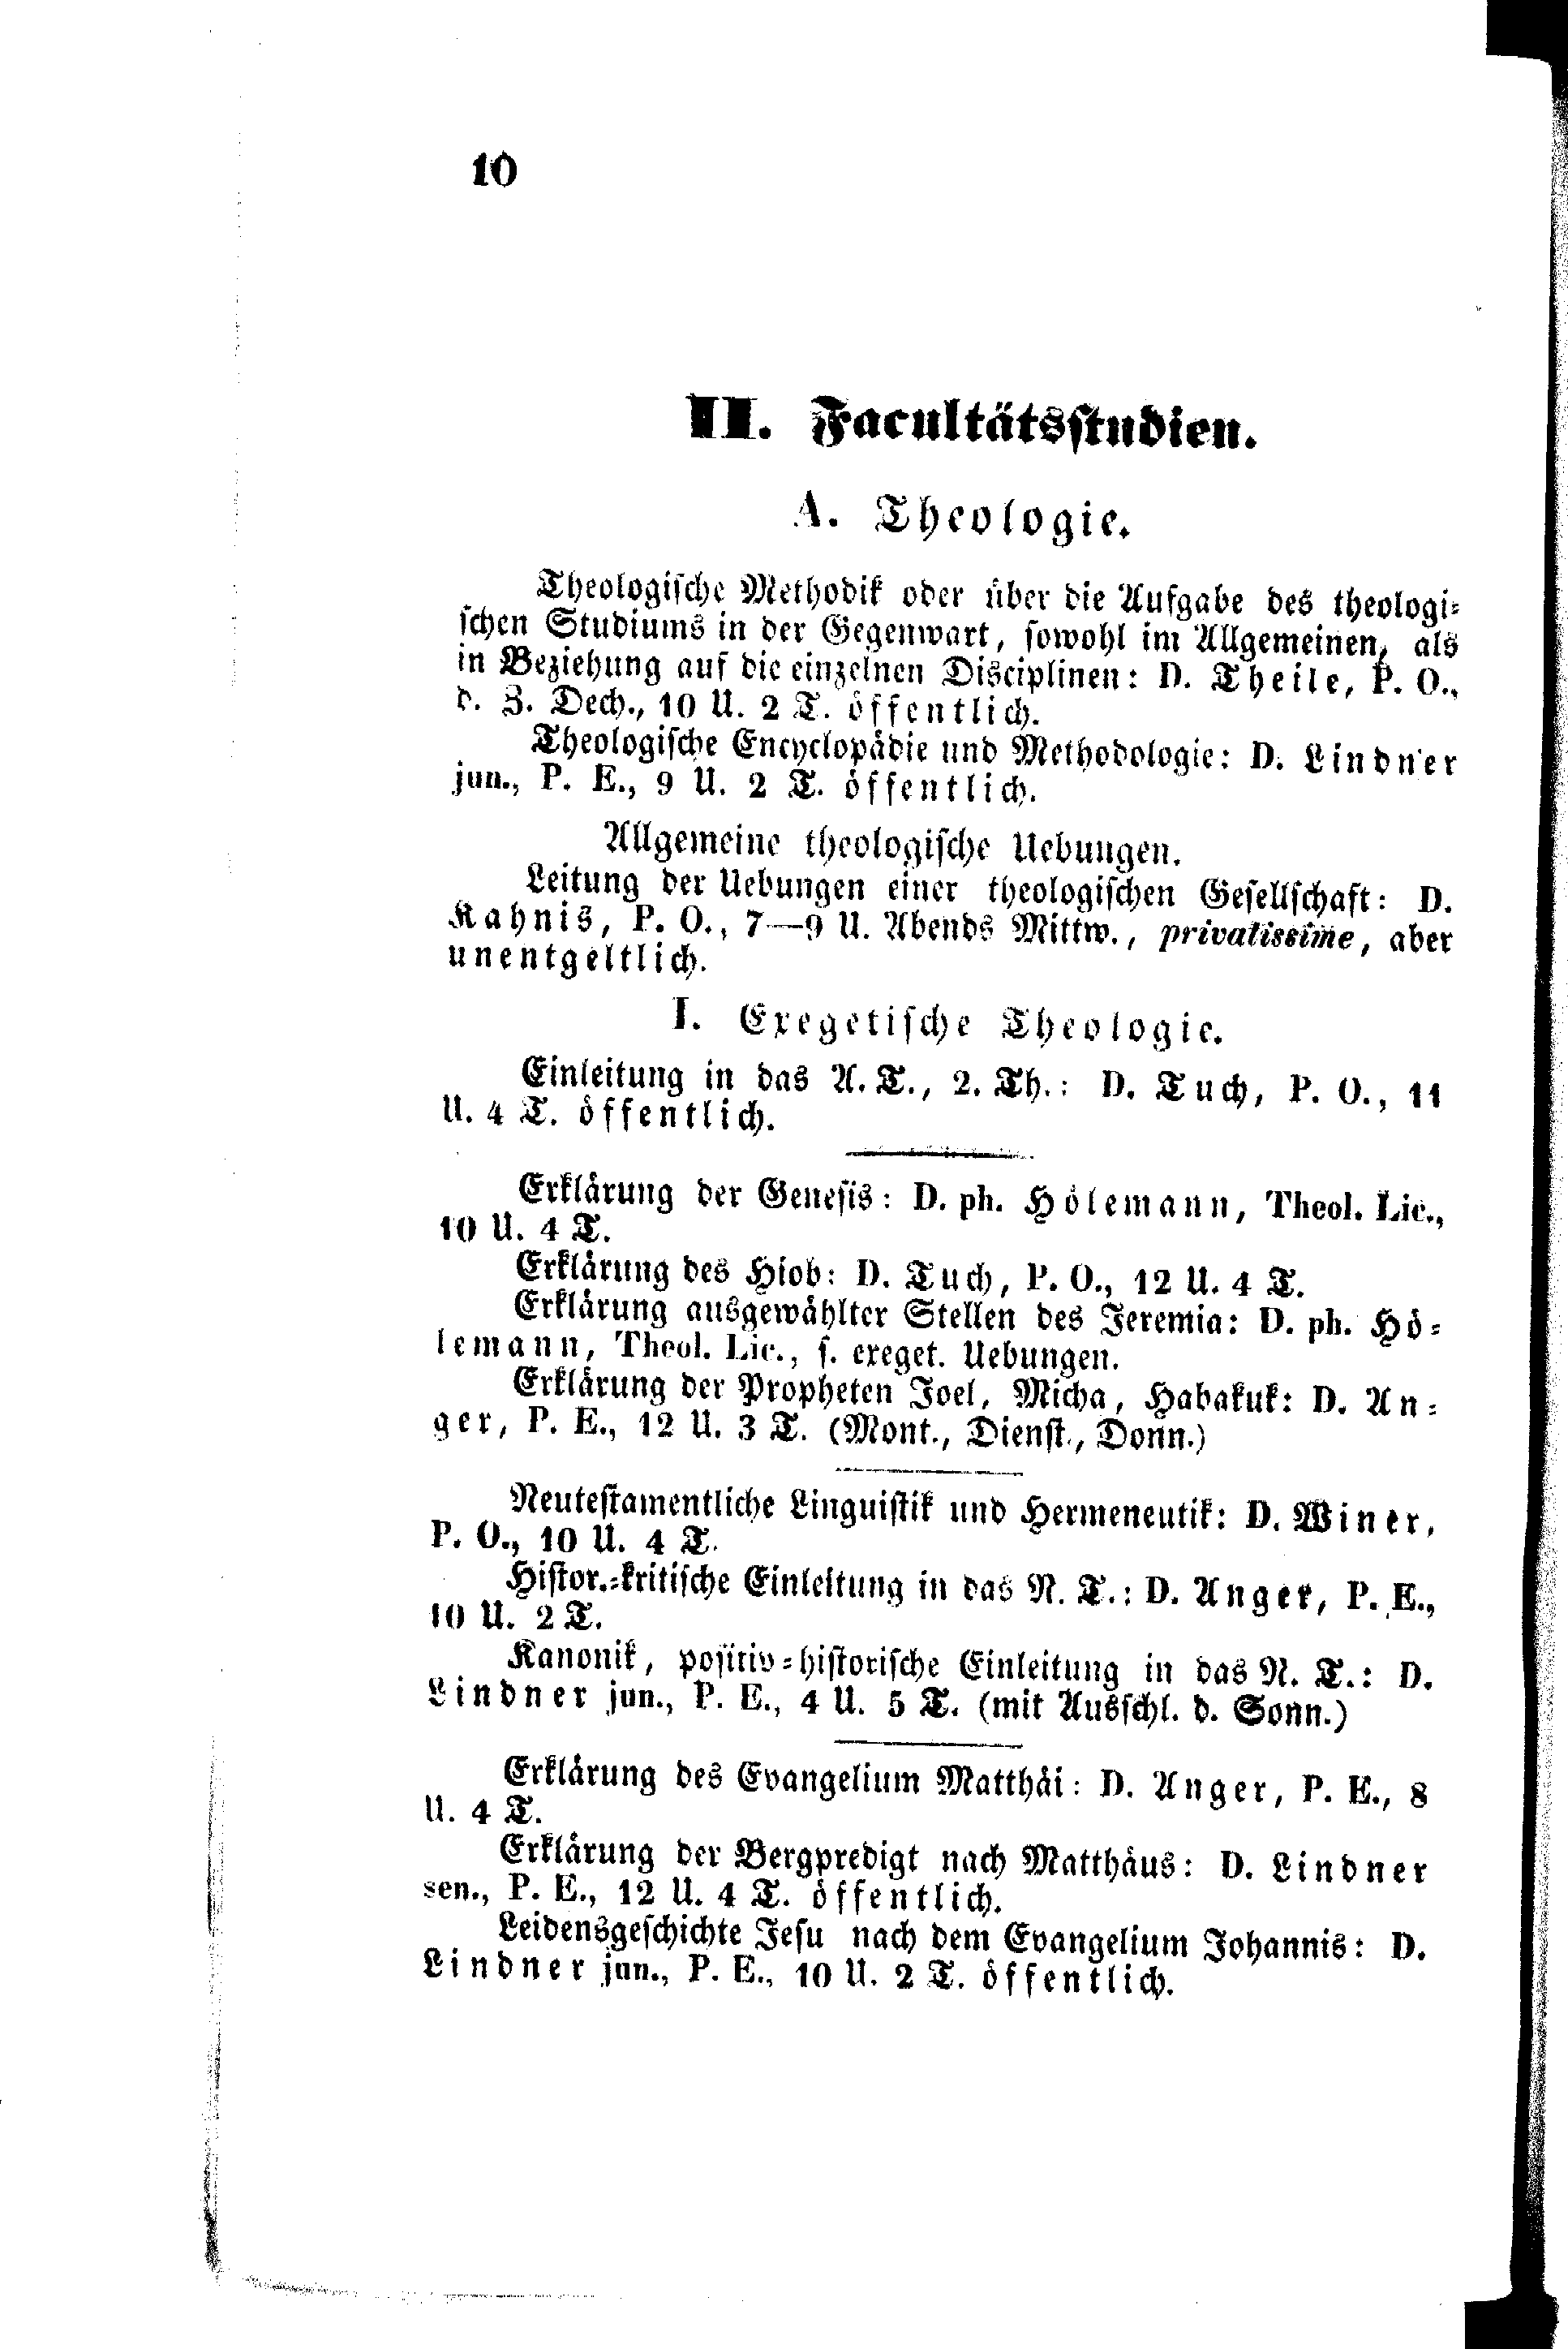 10
II. Facultätsstudien.
A. Theologie.
Theologische Methodik oder über die Aufgabe des theologi-
schen Studiums in der Gegenwart, sowohl im Allgemeinen, als
in Beziehung auf die einzelnen Disciplinen: D. Theile, P. O.,
d. Z. Dech., 10 U. 2 T. öffentlich.
Theologische Encyclopädie und Methodologie: D. Lindner
jun., P. E., 9 U. 2 T. öffentlich.
Allgemeine theologische Uebungen.
Leitung der Uebungen einer theologischen Gesellschaft: D.
Kahnis, P. O., 7—9 U. Abends Mittw., privatissime, aber
unentgeltlich.
I. Exegetische Theologie.
Einleitung in das A. T., 2. Th.: D. Tuch, P. O., 11
U. 4 T. öffentlich.
Erklärung der Genesis: D. ph. Hölemann, Theol. Lic.,
10 U. 4 T.
Erklärung des Hiob: D. Tuch, P. O., 12 U. 4 T.
Erklärung ausgewählter Stellen des Jeremia: D. ph. Hö-
lemann, Theol. Lic., s. exeget. Uebungen.
Erklärung der Propheten Joel, Micha, Habakuk: D. An-
ger, P. E., 12 U. 3 T. (Mont., Dienst., Donn.)
Neutestamentliche Linguistik und Hermeneutik: D. Winer,
P. O., 10 U. 4 T.
Histor.-kritische Einleitung in das N. T.: D. Anger, P. E.,
10 U. 2 T.
Kanonik, positiv-historische Einleitung in das N. T.: D.
Lindner jun., P. E., 4 U. 5 T. (mit Ausschl. d. Sonn.)
Erklärung des Evangelium Matthäi: D. Anger, P. E., 8
U. 4 T.
Erklärung der Bergpredigt nach Matthäus: D. Lindner
sen., P. E., 12 U. 4 T. öffentlich.
Leidensgeschichte Jesu nach dem Evangelium Johannis: D.
Lindner jun., P. E., 10 U. 2 T. öffentlich.